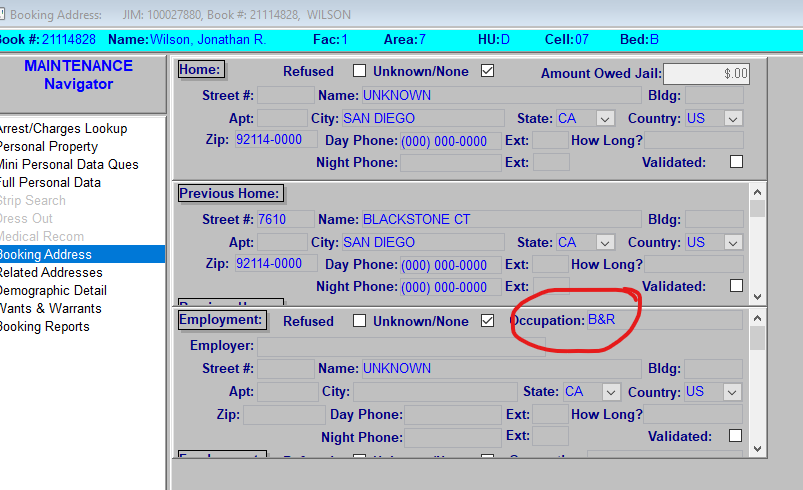 Booking Address: JIM: 100027880, Book #: 21114828, WILSON
Book #: 21114828 Name: Wilson, Jonathan R. Fac: 1 Area: 7 HU: D Cell: 07 Bed: B
MAINTENANCE
Navigator
Arrest/Charges Lookup
Personal Property
Mini Personal Data Ques
Full Personal Data
Strip Search
Dress Out
Medical Recom
Booking Address
Related Addresses
Demographic Detail
Wants & Warrants
Booking Reports
Home: Refused Unknown/None Amount Owed Jail: $.00
Street #: Name: UNKNOWN Bldg:
Apt: City: SAN DIEGO State: CA Country: US
Zip: 92114-0000 Day Phone: (000) 000-0000 Ext: How Long?
Night Phone: Ext: Validated:
Previous Home:
Street #: 7610 Name: BLACKSTONE CT Bldg:
Apt: City: SAN DIEGO State: CA Country: US
Zip: 92114-0000 Day Phone: (000) 000-0000 Ext: How Long?
Night Phone: (000) 000-0000 Ext: Validated:
Employment: Refused Unknown/None Occupation: B&R
Employer:
Street #: Name: UNKNOWN Bldg:
Apt: City: State: CA Country: US
Zip: Day Phone: Ext: How Long?
Night Phone: Ext: Validated: